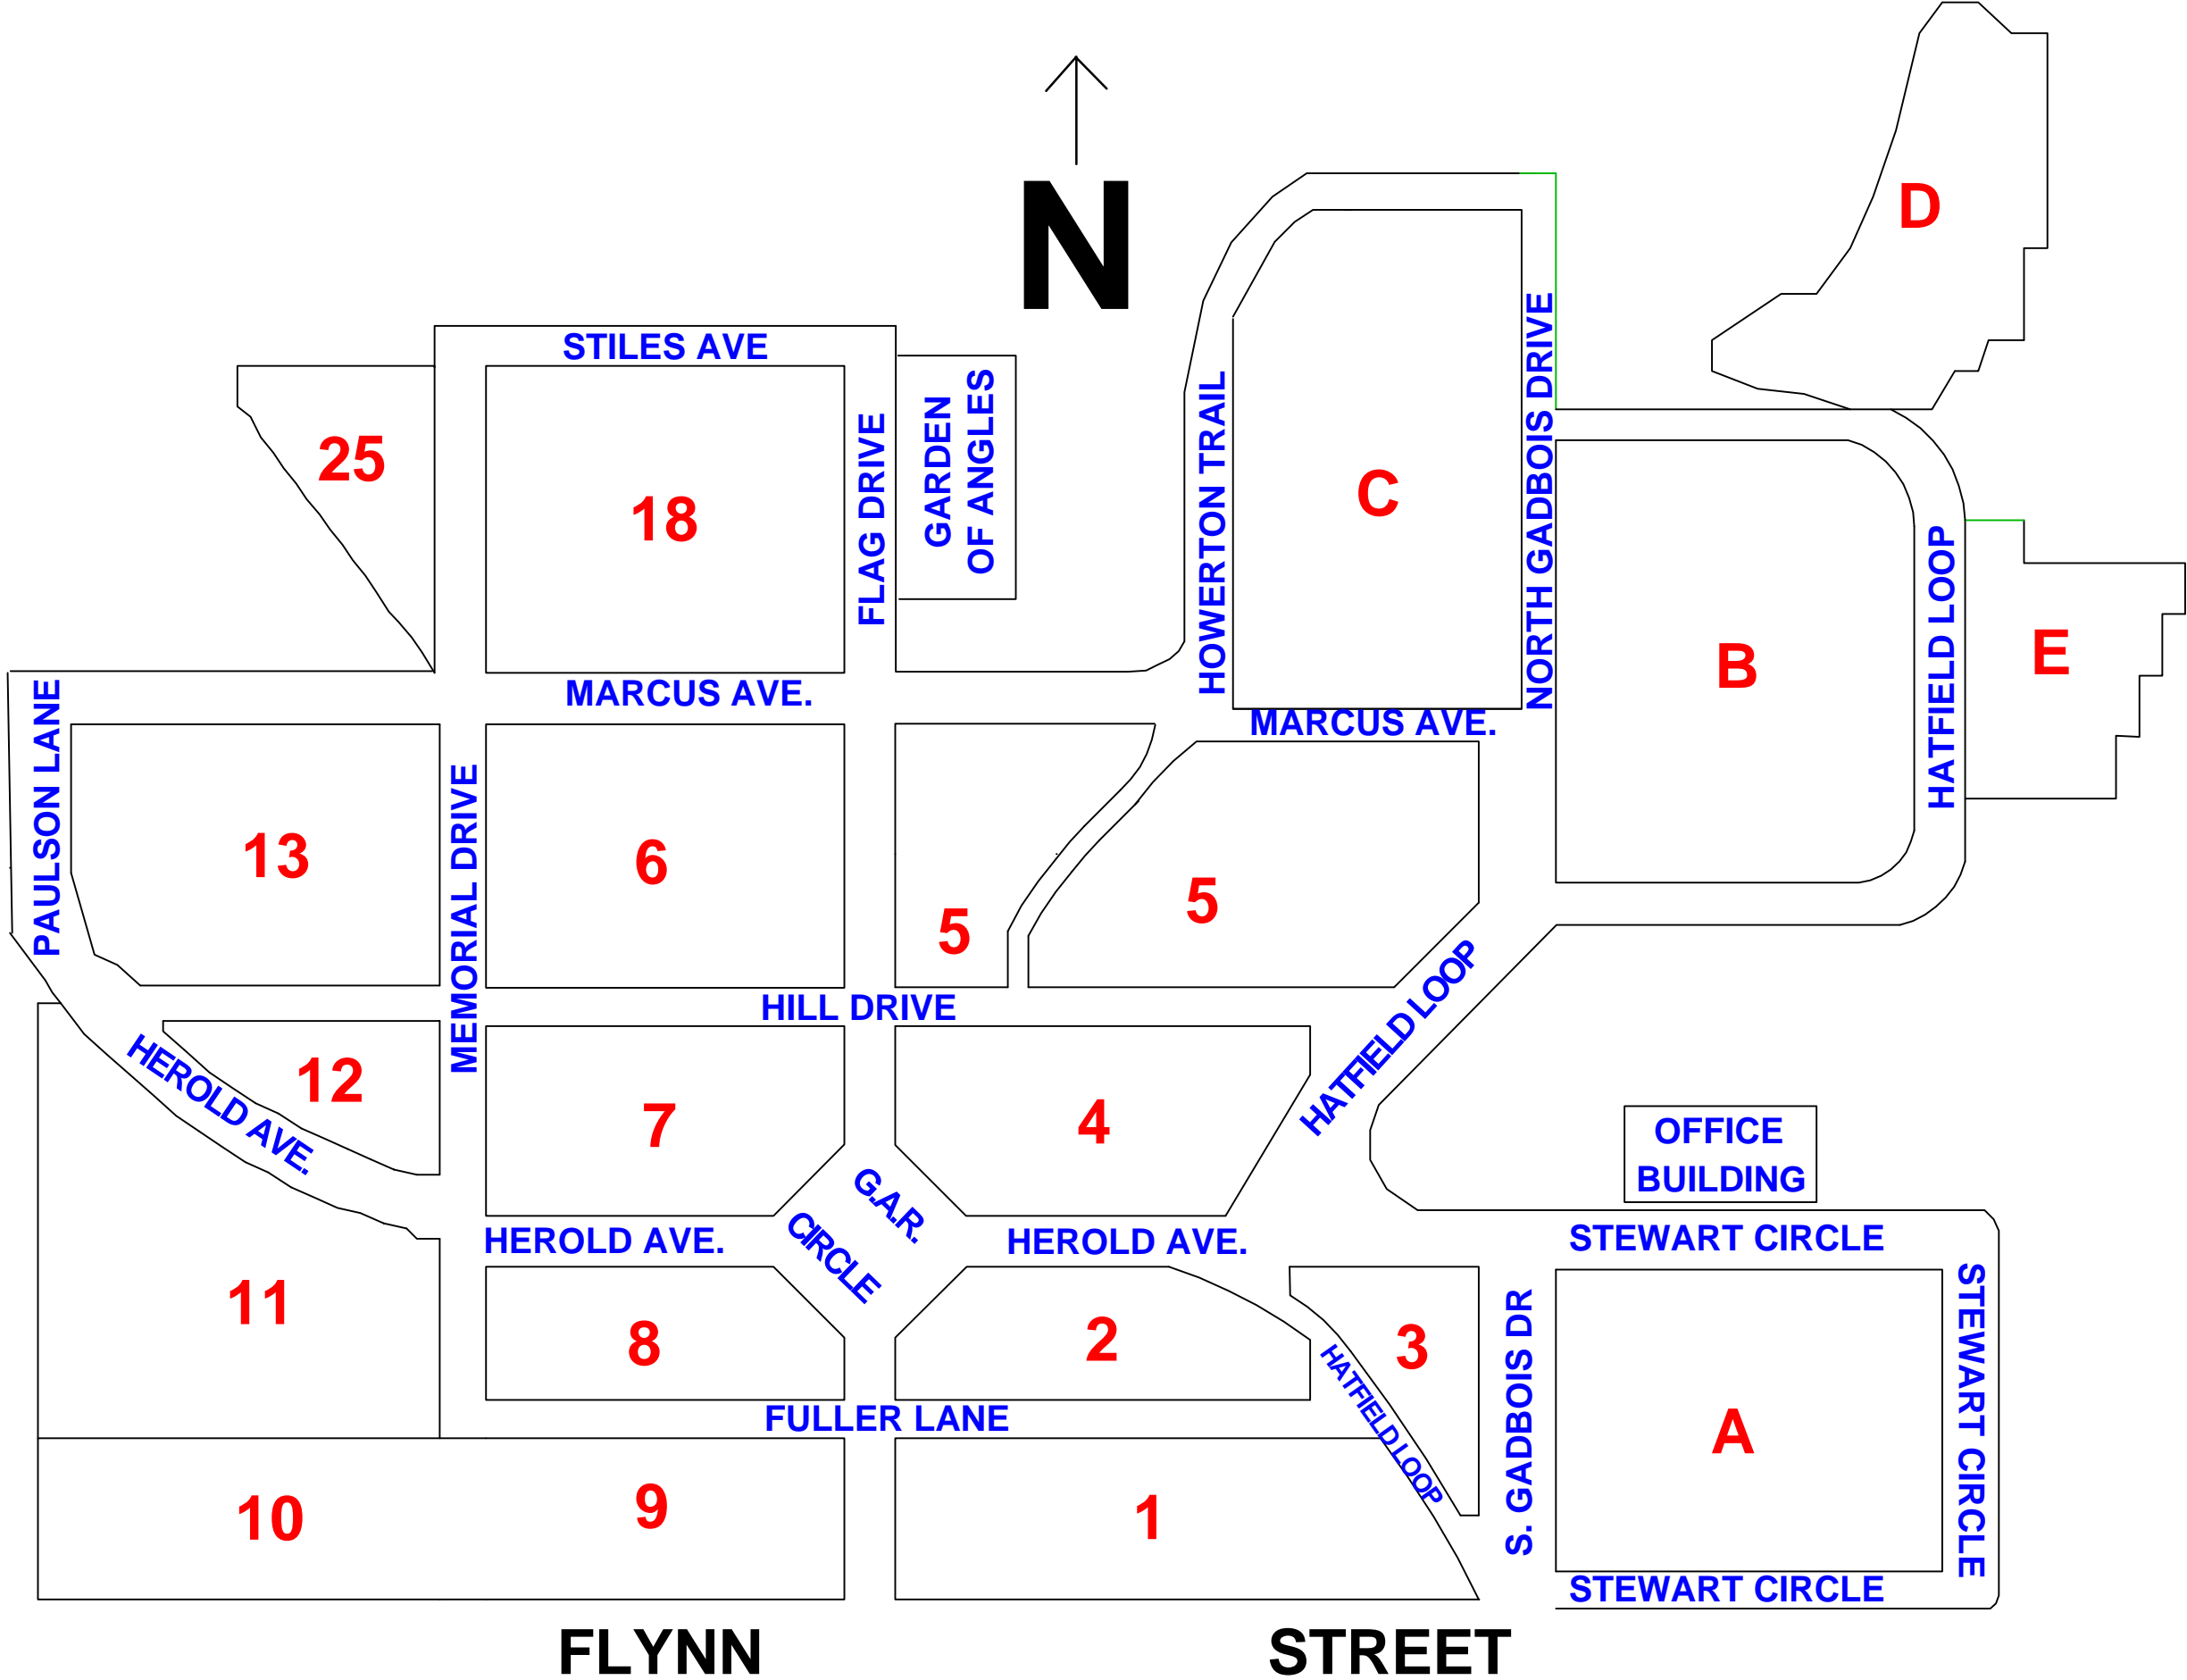 D
N
STILES AVE
GARDEN
OF ANGLES
25
18
FLAG DRIVE
HOWERTON TRAIL
C
NORTH GADBOIS DRIVE
B
HATFIELD LOOP
E
MARCUS AVE.
MARCUS AVE.
PAULSON LANE
13
MEMORIAL DRIVE
6
5
5
HILL DRIVE
HATFIELD LOOP
HEROLD AVE.
12
7
4
OFFICE
BUILDING
G.A.R.
CIRCLE
HEROLD AVE.
HEROLD AVE.
STEWART CIRCLE
11
8
2
HATFIELD LOOP
3
S. GADBOIS DR
A
STEWART CIRCLE
FULLER LANE
10
9
1
STEWART CIRCLE
FLYNN STREET